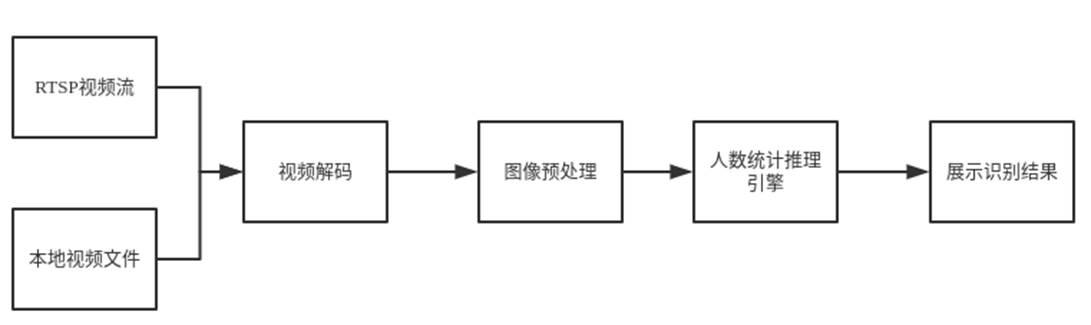 RTSP视频流
本地视频文件
视频解码
图像预处理
人数统计推理
引擎
展示识别结果